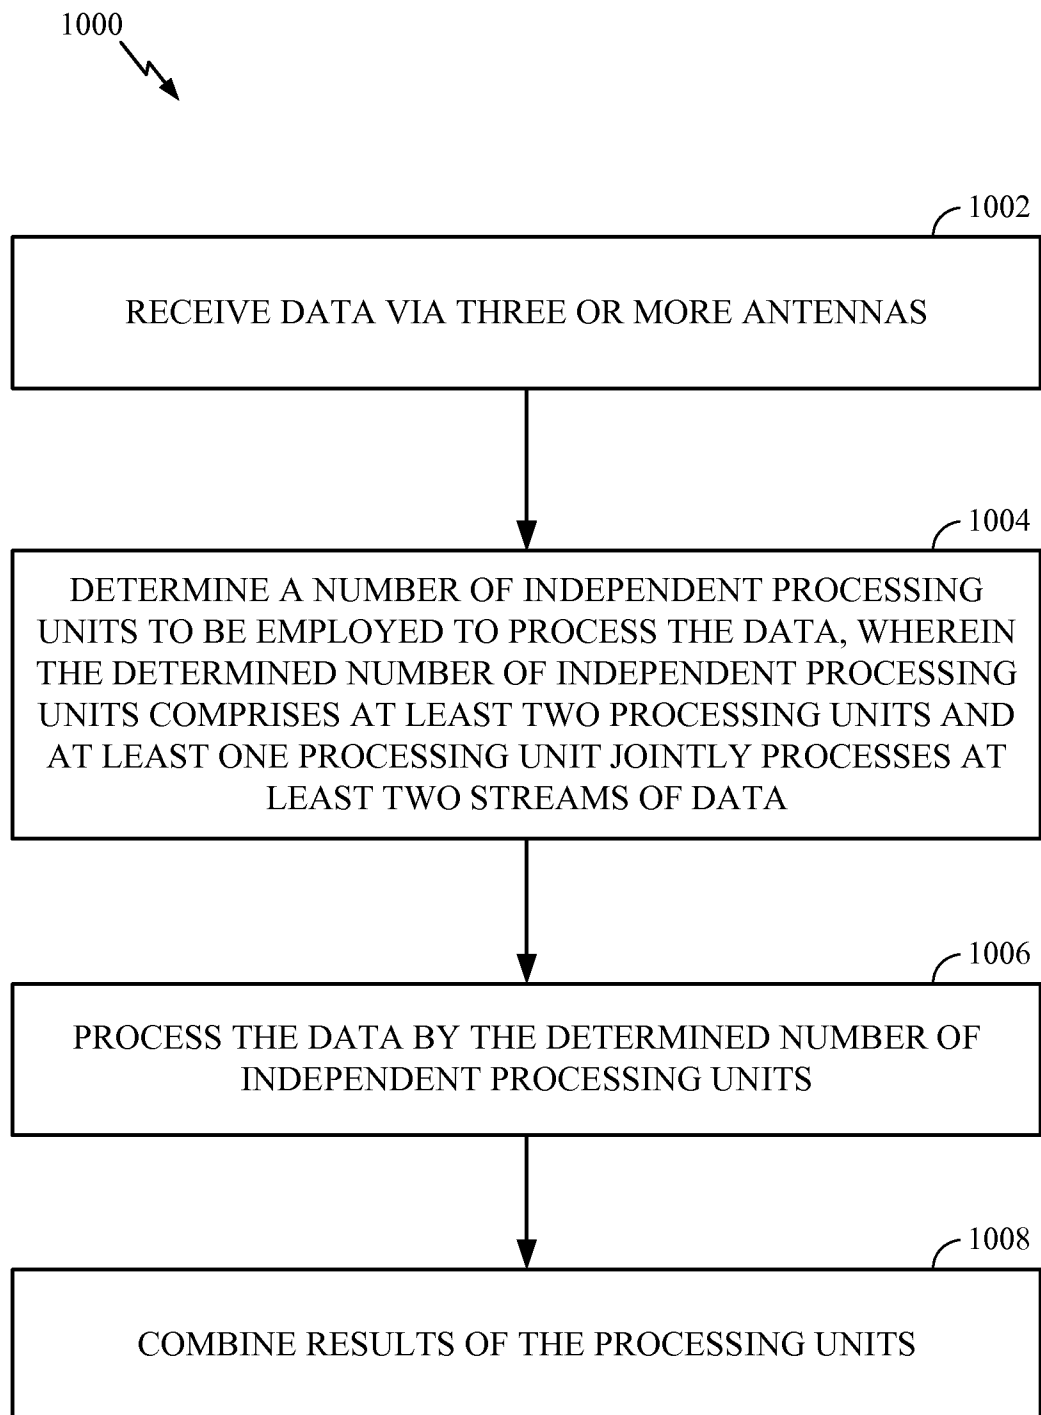 1000
1002
RECEIVE DATA VIA THREE OR MORE ANTENNAS
1004
DETERMINE A NUMBER OF INDEPENDENT PROCESSING
UNITS TO BE EMPLOYED TO PROCESS THE DATA, WHEREIN
THE DETERMINED NUMBER OF INDEPENDENT PROCESSING
UNITS COMPRISES AT LEAST TWO PROCESSING UNITS AND
AT LEAST ONE PROCESSING UNIT JOINTLY PROCESSES AT
LEAST TWO STREAMS OF DATA
1006
PROCESS THE DATA BY THE DETERMINED NUMBER OF
INDEPENDENT PROCESSING UNITS
1008
COMBINE RESULTS OF THE PROCESSING UNITS